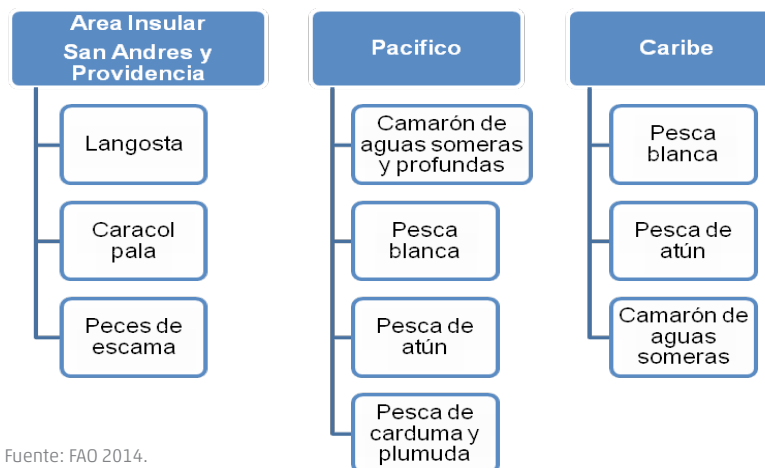 Area Insular
San Andres y
Providencia
Langosta
Caracol
pala
Peces de
escama
Pacifico
Camarón de
aguas someras
y profundas
Pesca
blanca
Pesca de
atún
Pesca de
carduma y
plumuda
Caribe
Pesca
blanca
Pesca de
atún
Camarón de
aguas
someras
Fuente: FAO 2014.